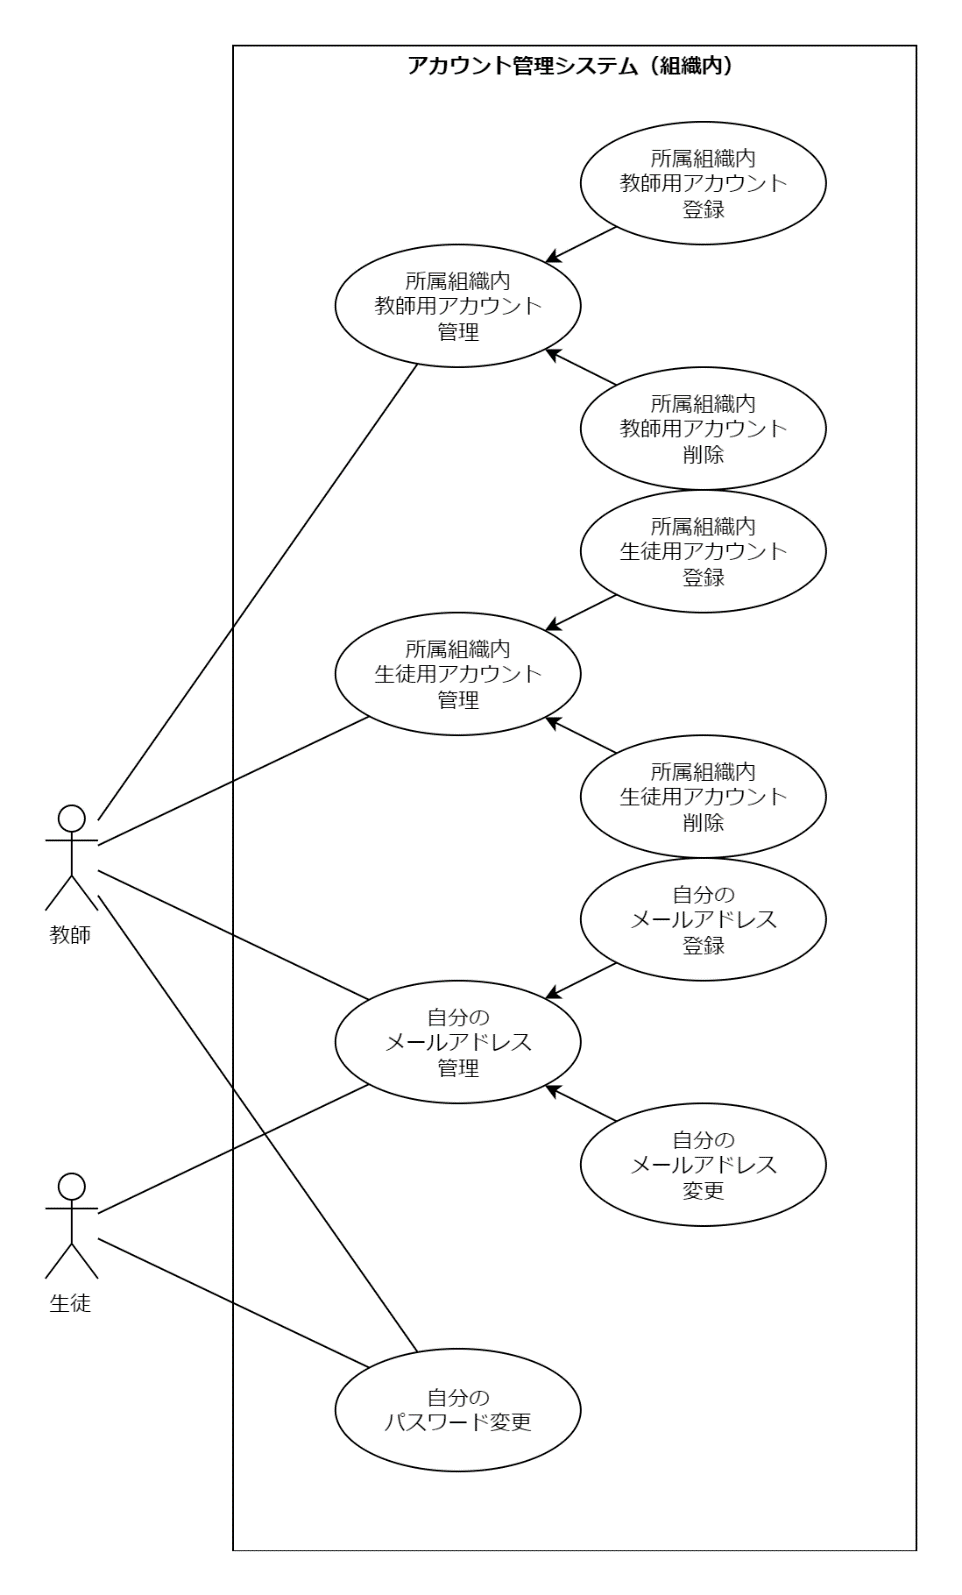 アカウント管理システム（組織内）
所属組織内
教師用アカウント
登録
所属組織内
教師用アカウント
管理
所属組織内
教師用アカウント
削除
所属組織内
生徒用アカウント
登録
所属組織内
生徒用アカウント
管理
所属組織内
生徒用アカウント
削除
教師
自分の
メールアドレス
登録
自分の
メールアドレス
管理
自分の
メールアドレス
変更
生徒
自分の
パスワード変更